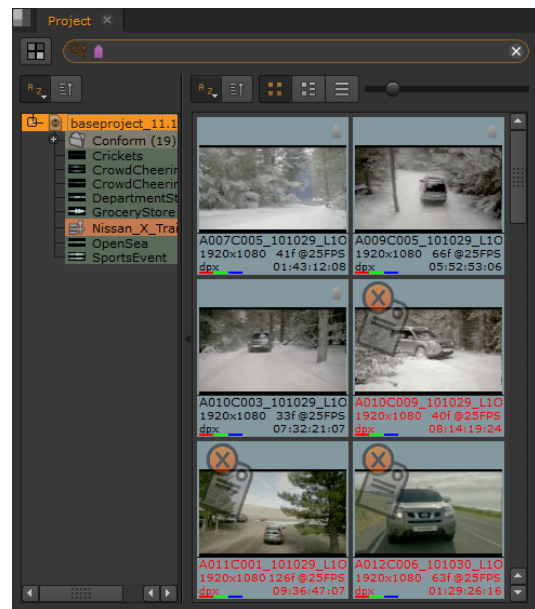 Project
A Z
A Z
baseproject_11.1
Conform (19)
Crickets
CrowdCheerin
CrowdCheerin
DepartmentSt
GroceryStore
Nissan_X_Trai
OpenSea
SportsEvent
A007C005_101029_L1O
1920x1080 41f@25FPS
dpx 01:43:12:08
A009C005_101029_L1O
1920x1080 66f@25FPS
dpx 05:52:53:06
A010C003_101029_L1O
1920x1080 33f@25FPS
dpx 07:32:21:07
A010C009_101029_L1O
1920x1080 40f@25FPS
dpx 08:14:19:24
A011C001_101029_L1O
1920x1080 126f@25FPS
dpx 09:36:47:07
A012C006_101030_L1O
1920x1080 63f@25FPS
dpx 01:29:26:16